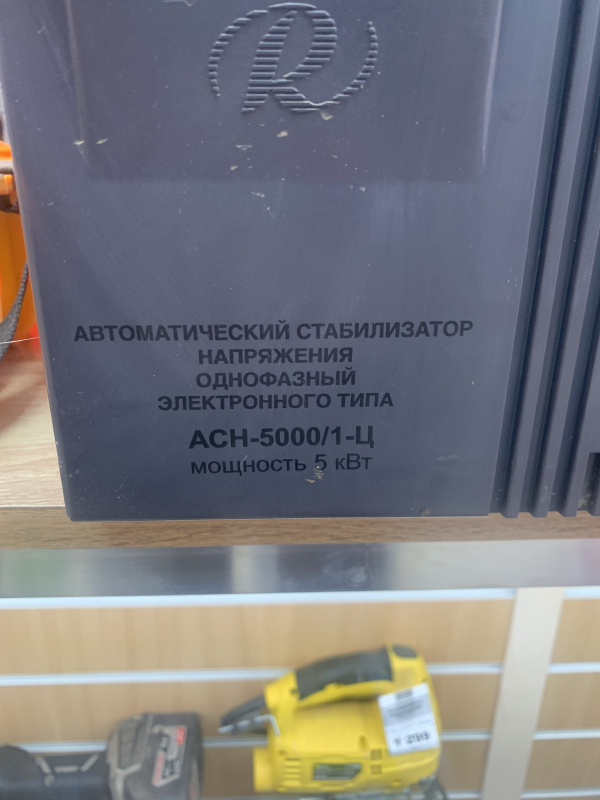 R
АВТОМАТИЧЕСКИЙ СТАБИЛИЗАТОР
НАПРЯЖЕНИЯ
ОДНОФАЗНЫЙ
ЭЛЕКТРОННОГО ТИПА
АСН-5000/1-Ц
мощность 5 кВт